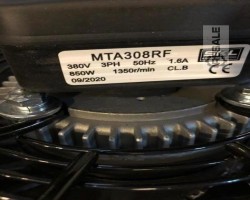 MTA308RF
380V 3PH 50Hz 1.6A
850W 1350r/min CL.B
09/2020
CE